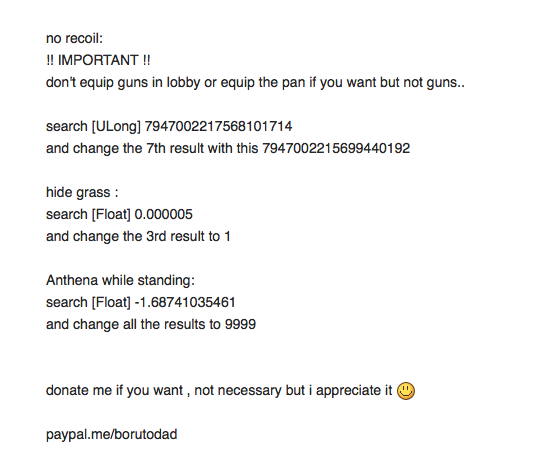 no recoil:
!! IMPORTANT !!
don't equip guns in lobby or equip the pan if you want but not guns..
search [ULong] 7947002217568101714
and change the 7th result with this 7947002215699440192
hide grass :
search [Float] 0.000005
and change the 3rd result to 1
Anthena while standing:
search [Float] -1.68741035461
and change all the results to 9999
donate me if you want , not necessary but i appreciate it
paypal.me/borutodad